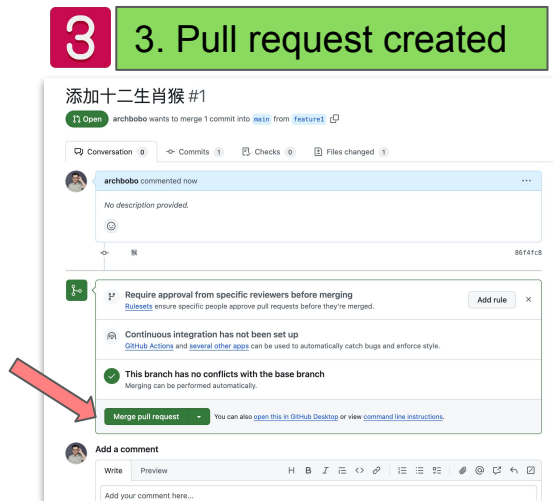 3
3. Pull request created
添加十二生肖猴 #1
Open archbobo wants to merge 1 commit into main from feature1
Conversation 0 Commits 1 Checks 0 Files changed 1
archbobo commented now ...
No description provided.
猴 86f4fc8
Require approval from specific reviewers before merging
Rulesets ensure specific people approve pull requests before they're merged.
Add rule ×
Continuous integration has not been set up
GitHub Actions and several other apps can be used to automatically catch bugs and enforce style.
This branch has no conflicts with the base branch
Merging can be performed automatically.
Merge pull request You can also open this in GitHub Desktop or view command line instructions.
Add a comment
Write Preview H B I <> @
Add your comment here...